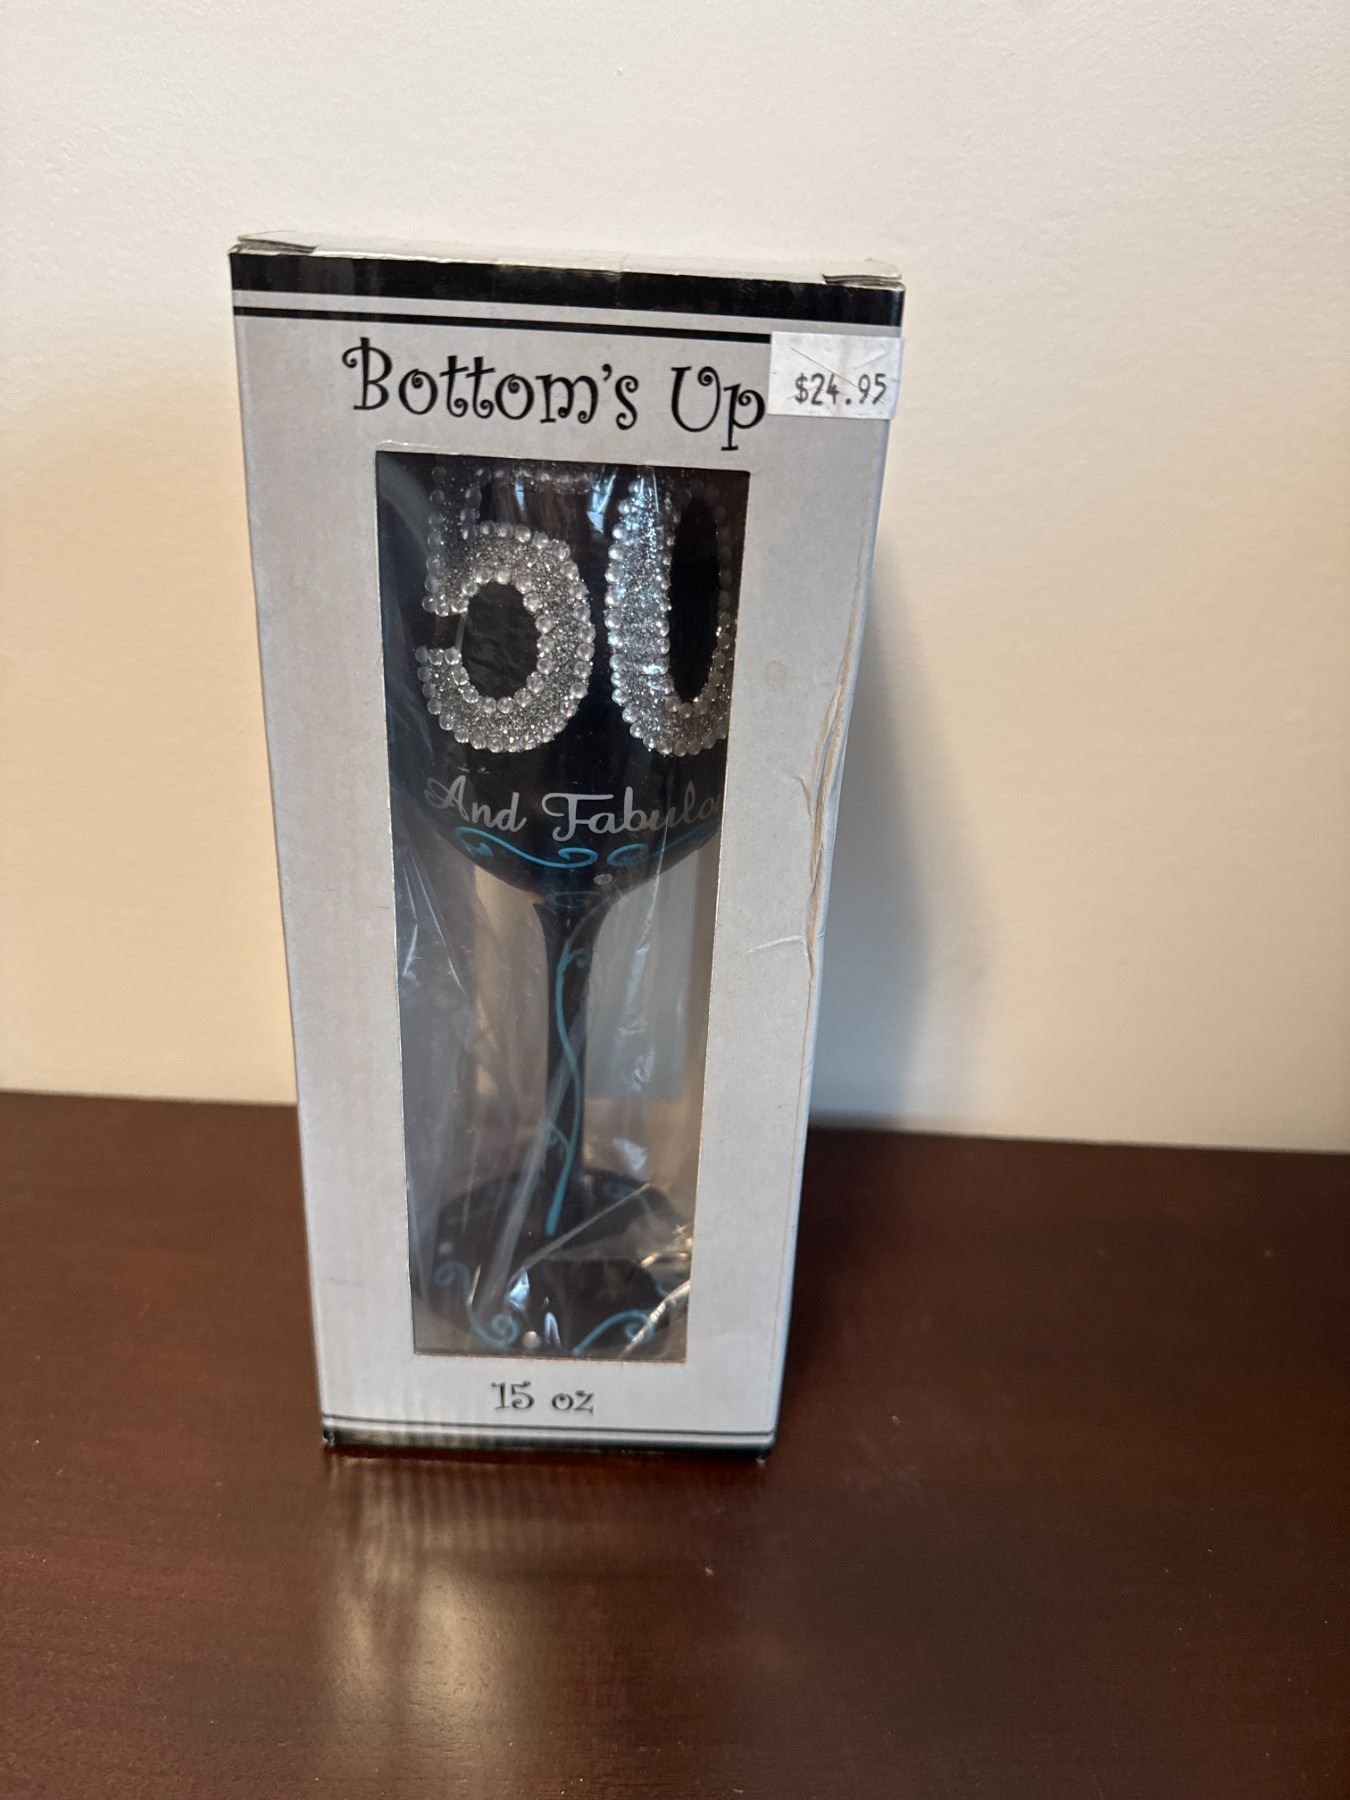 Bottom's Up
$24.95
50
And Fabulo
15 oz